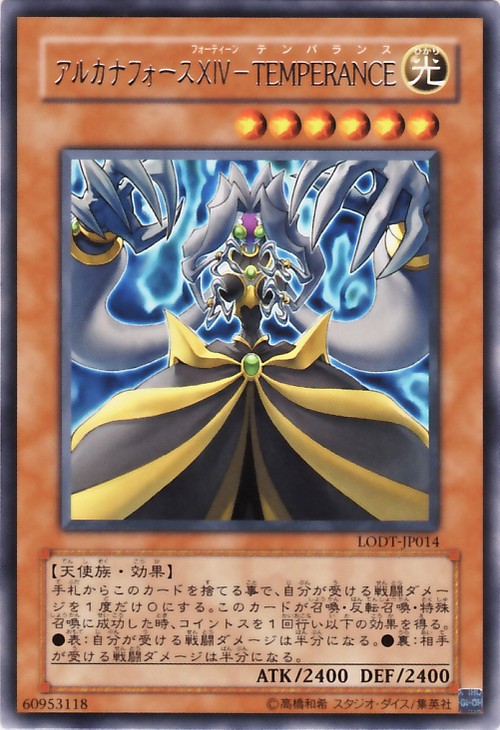 フォーティーン テンパランス
アルカナフォースXIV－TEMPERANCE
ひかり
光
LODT-JP014
【天使族・効果】
手札からこのカードを捨てる事で、自分が受ける戦闘ダメー
ジを１度だけ０にする。このカードが召喚・反転召喚・特殊
召喚に成功した時、コイントスを１回行い以下の効果を得る。
●表：自分が受ける戦闘ダメージは半分になる。●裏：相手
が受ける戦闘ダメージは半分になる。
ATK/2400 DEF/2400
60953118
©高橋和希 スタジオ・ダイス/集英社